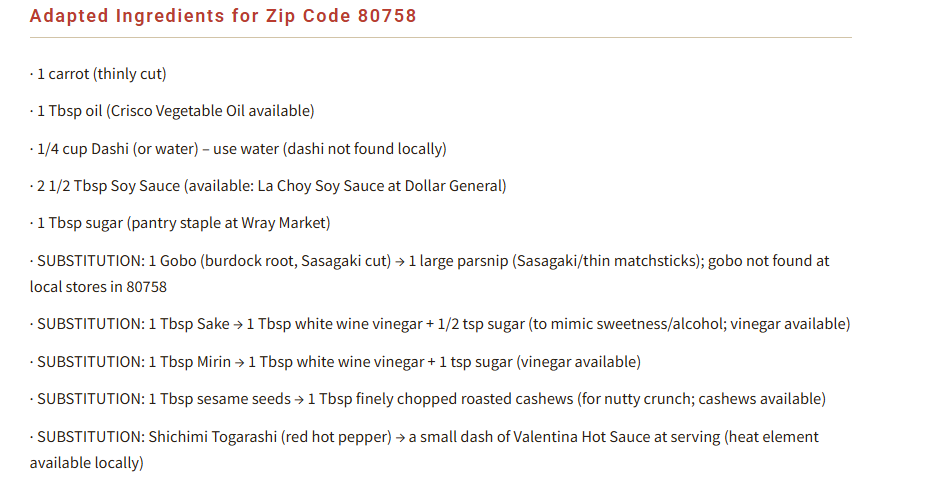 Adapted Ingredients for Zip Code 80758
· 1 carrot (thinly cut)
· 1 Tbsp oil (Crisco Vegetable Oil available)
· 1/4 cup Dashi (or water) – use water (dashi not found locally)
· 2 1/2 Tbsp Soy Sauce (available: La Choy Soy Sauce at Dollar General)
· 1 Tbsp sugar (pantry staple at Wray Market)
· SUBSTITUTION: 1 Gobo (burdock root, Sasagaki cut) → 1 large parsnip (Sasagaki/thin matchsticks); gobo not found at
local stores in 80758
· SUBSTITUTION: 1 Tbsp Sake → 1 Tbsp white wine vinegar + 1/2 tsp sugar (to mimic sweetness/alcohol; vinegar available)
· SUBSTITUTION: 1 Tbsp Mirin → 1 Tbsp white wine vinegar + 1 tsp sugar (vinegar available)
· SUBSTITUTION: 1 Tbsp sesame seeds → 1 Tbsp finely chopped roasted cashews (for nutty crunch; cashews available)
· SUBSTITUTION: Shichimi Togarashi (red hot pepper) → a small dash of Valentina Hot Sauce at serving (heat element
available locally)